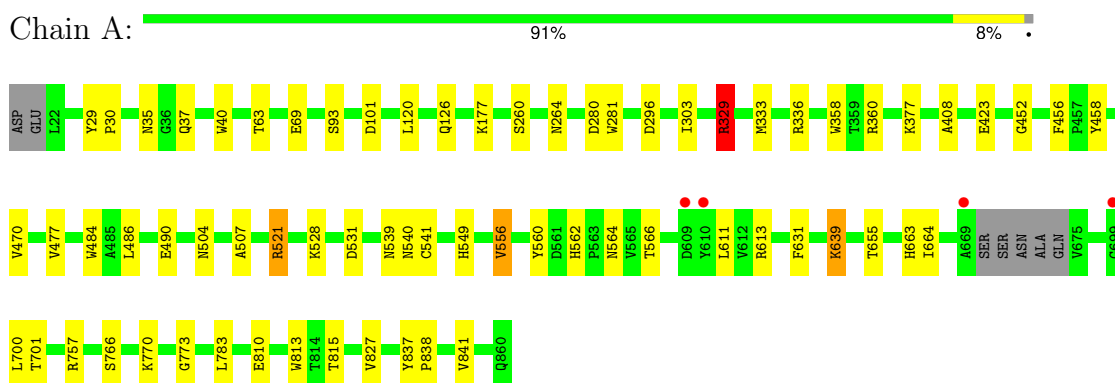 Chain A:
91% 8% •
ASP GLU L22 Y29 P30 N35 G36 Q37 W40 T63 E69 S93 D101 L120 Q126 K177 S260 N264 D280 W281 D296 I303 R329 M333 R336 W358 T359 R360 K377 A408 E423 G452 F456 P457 Y458
V470 V477 W484 A485 L486 E490 N504 A507 R521 K528 D531 N539 N540 C541 H549 V556 Y560 D561 H562 P563 N564 V565 T566 D609 Y610 L611 V612 R613 F631 K639 T655 H663 I664 A669 SER SER ASN ALA GLN V675
L700 T701 R757 S766 K770 G773 L783 E810 W813 T814 T815 V827 Y837 P838 V841 Q860